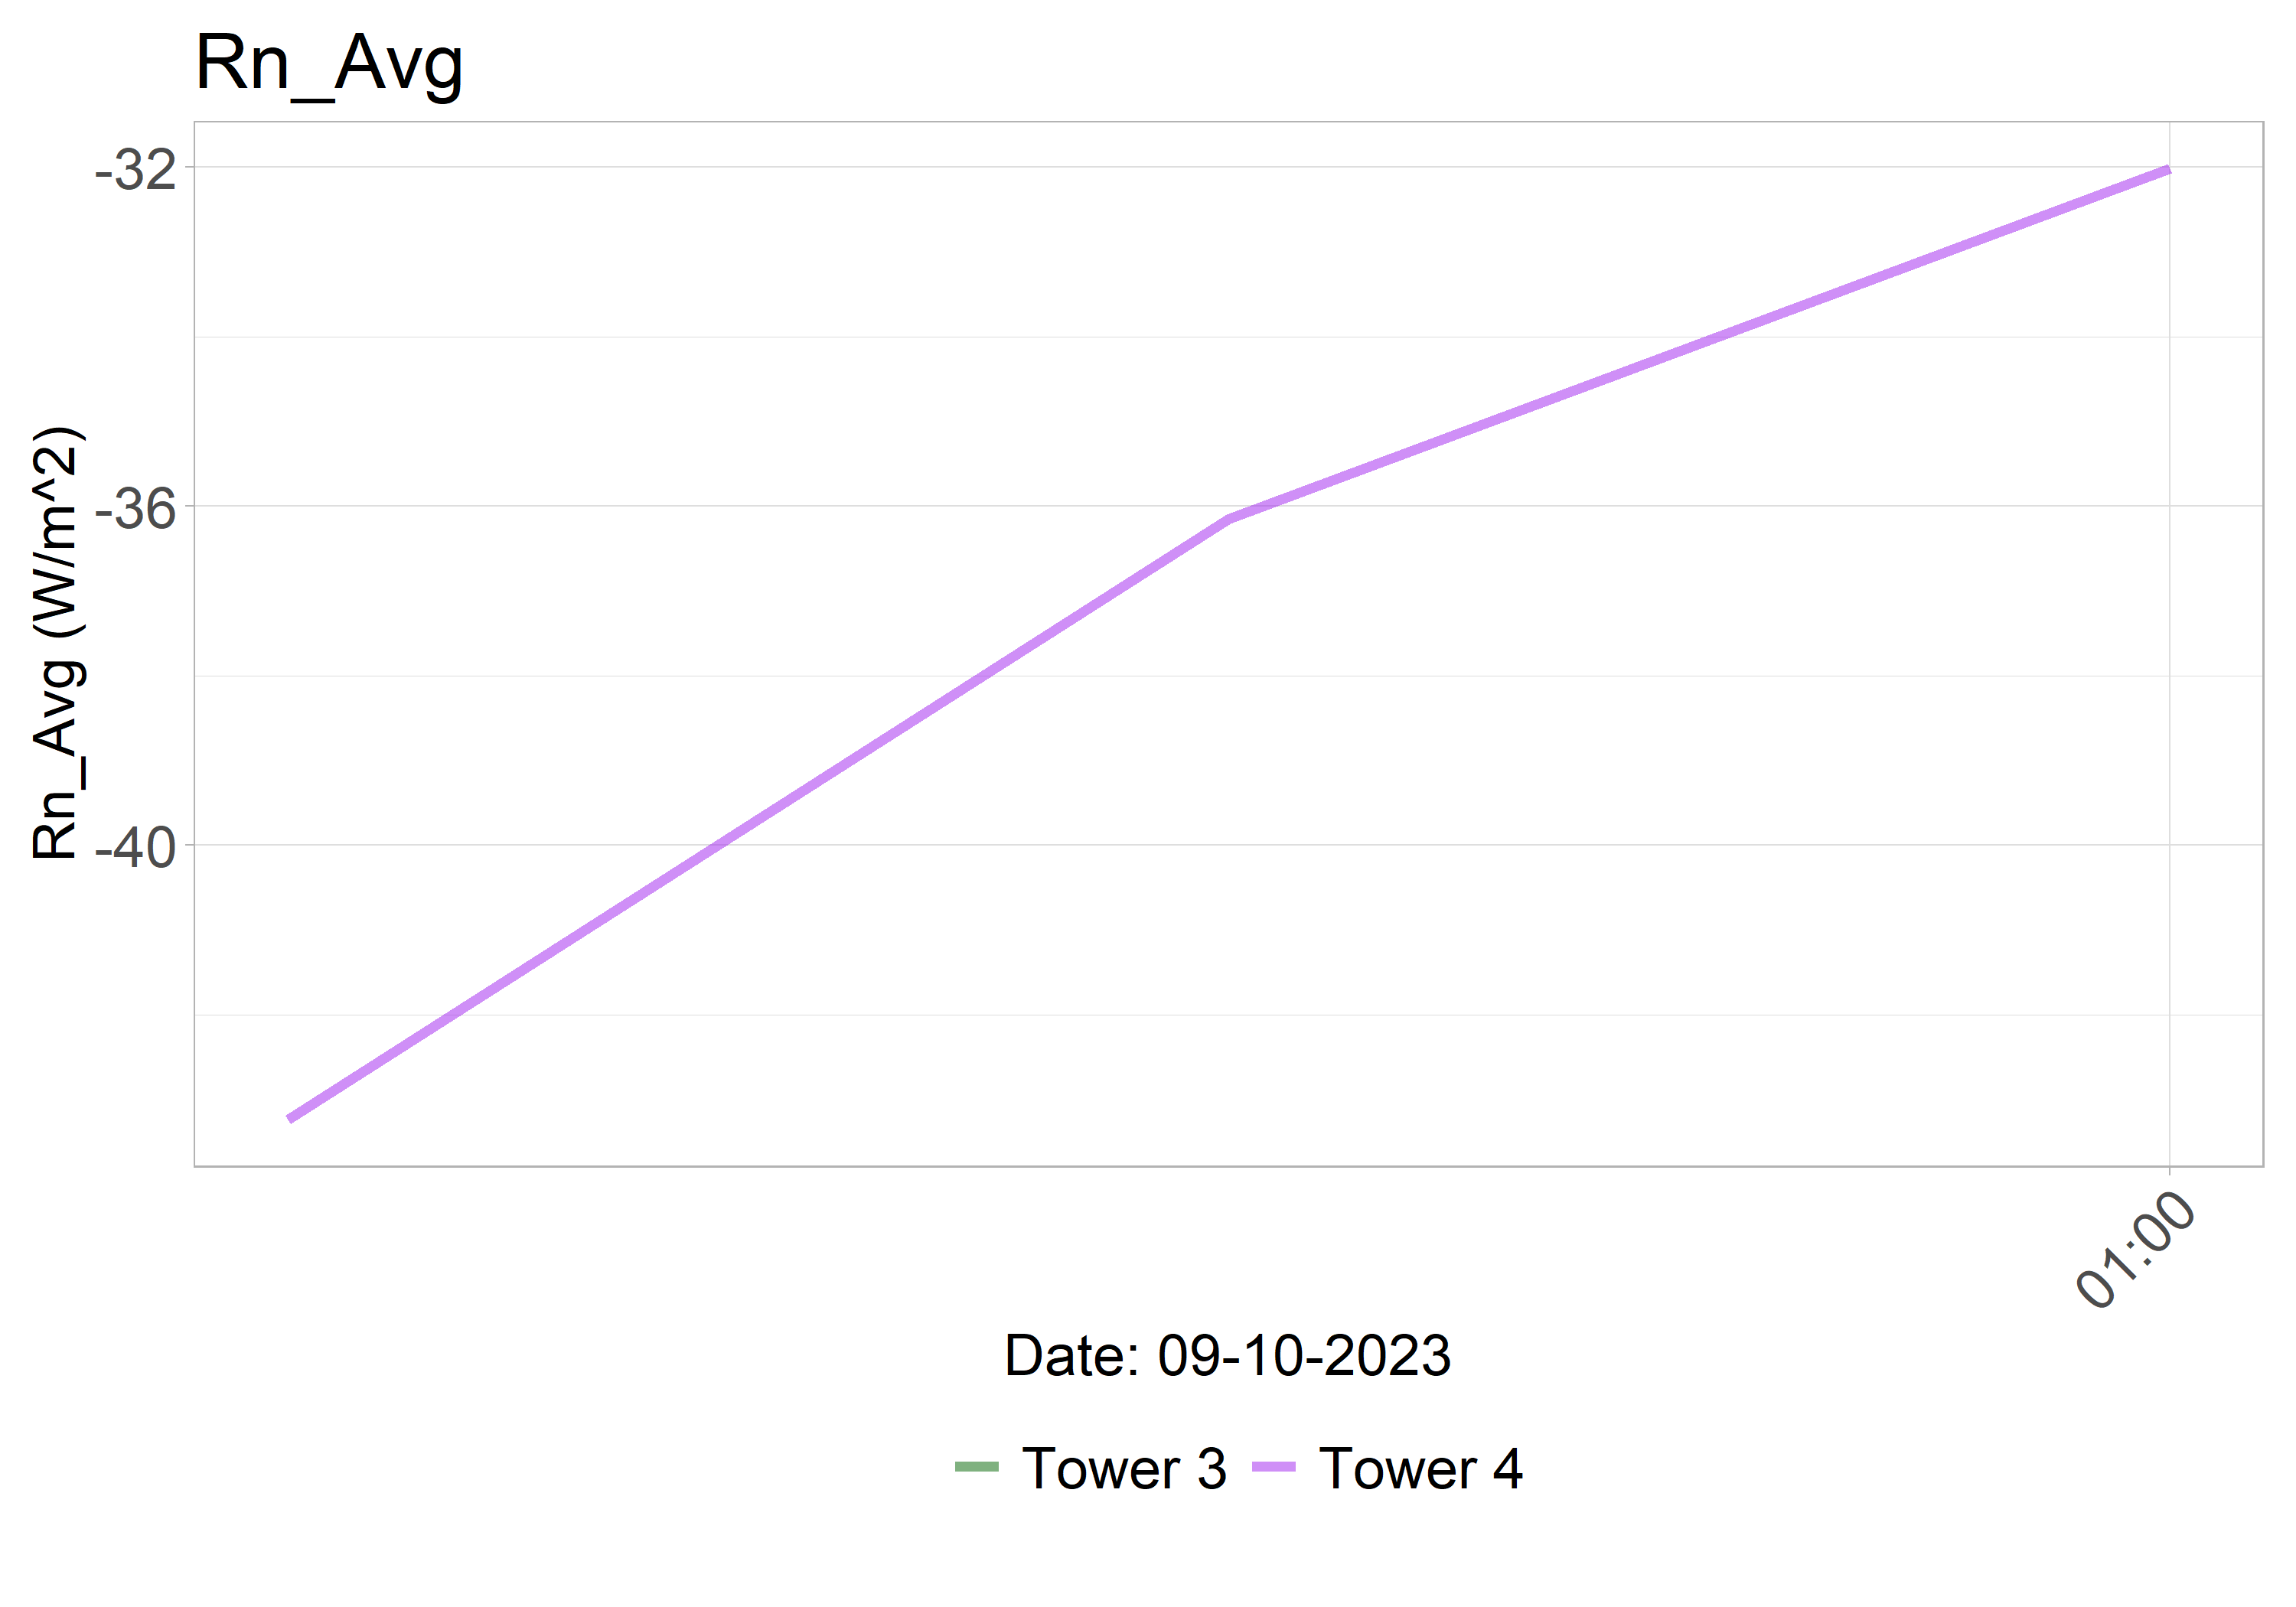 Rn_Avg
Rn_Avg (W/m^2)
-32
-36
-40
01:00
Date: 09-10-2023
Tower 3 Tower 4